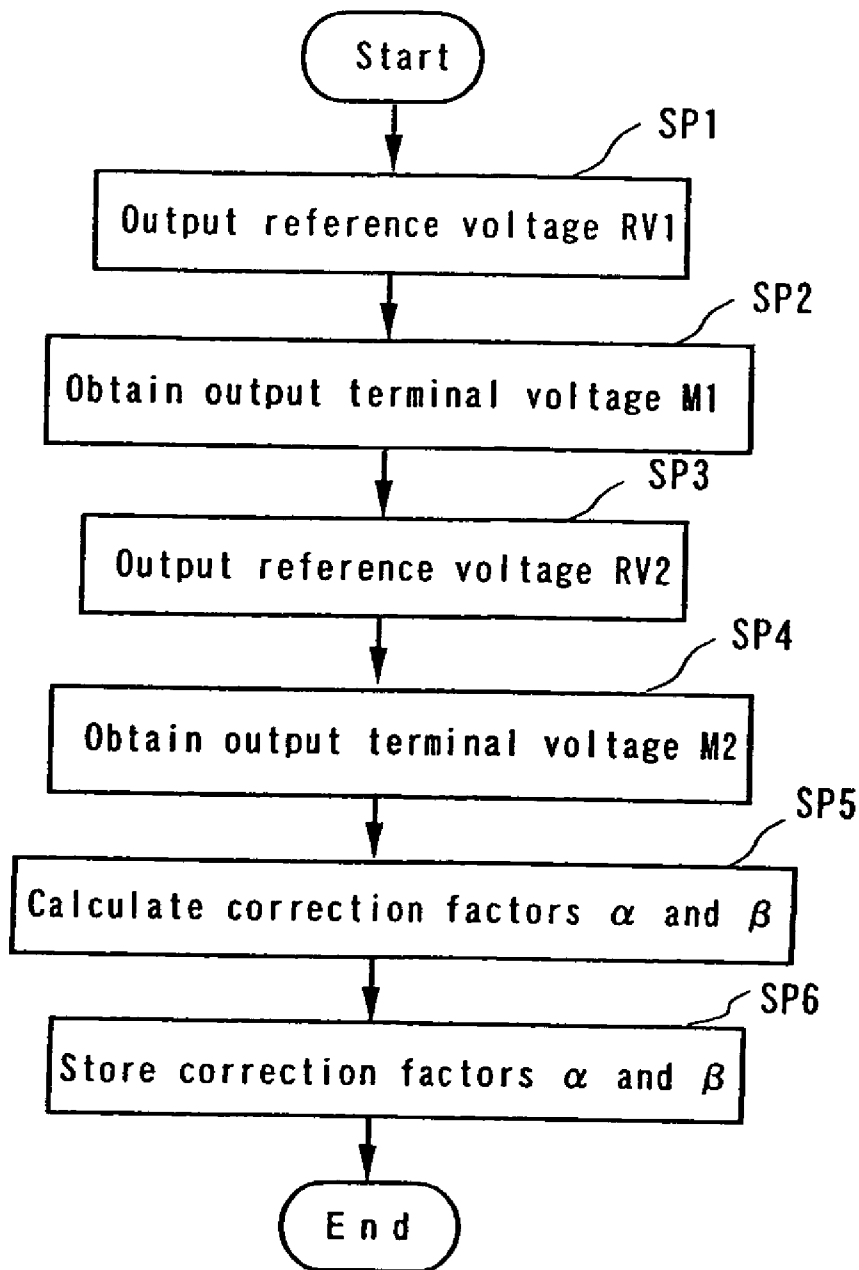 Start
SP1
Output reference voltage RV1
SP2
Obtain output terminal voltage M1
SP3
Output reference voltage RV2
SP4
Obtain output terminal voltage M2
SP5
Calculate correction factors α and β
SP6
Store correction factors α and β
End